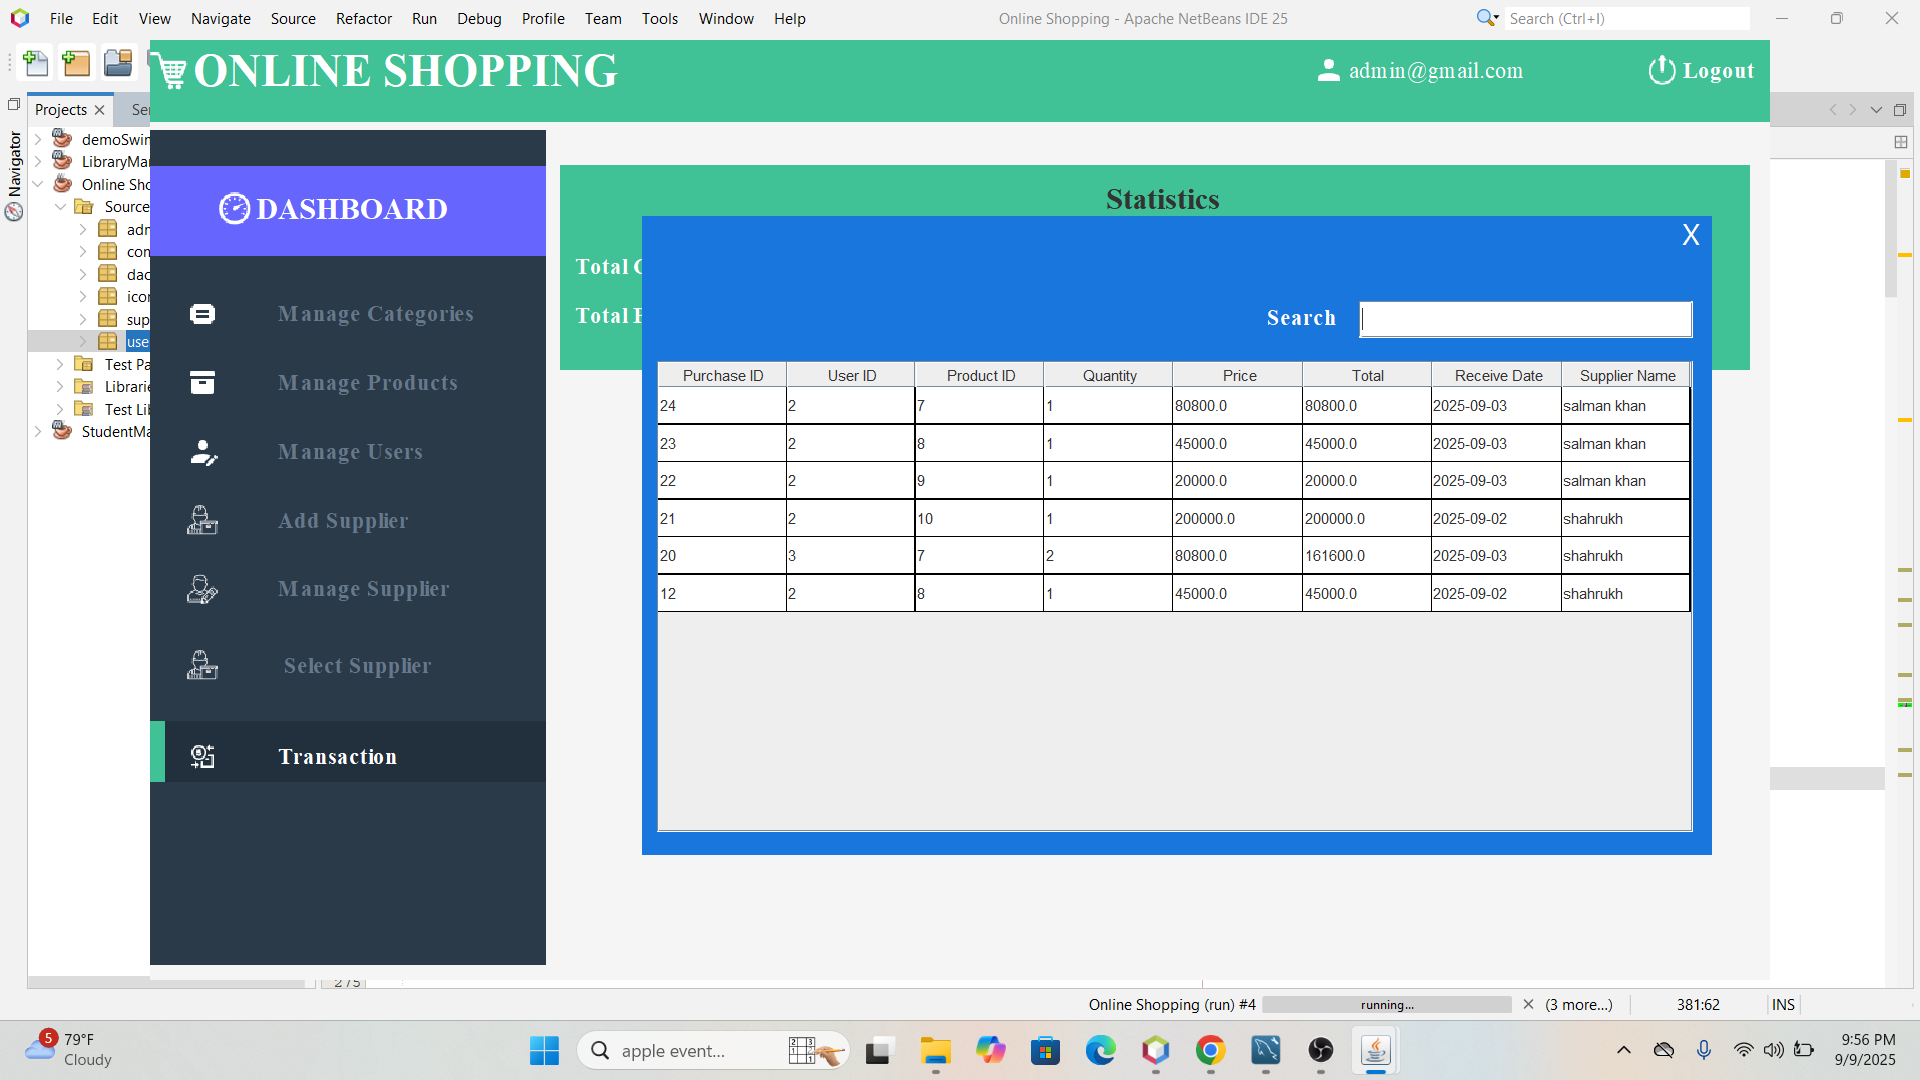 File Edit View Navigate Source Refactor Run Debug Profile Team Tools Window Help
Online Shopping - Apache NetBeans IDE 25
Search (Ctrl+I)
ONLINE SHOPPING
admin@gmail.com
Logout
Projects
Ser
Navigator
demoSwin
LibraryMar
Online Sho
Source
adr
con
dac
icor
sup
use
Test Pa
Librarie
Test Lib
StudentMa
DASHBOARD
Manage Categories
Manage Products
Manage Users
Add Supplier
Manage Supplier
Select Supplier
Transaction
Statistics
Total
Total
X
Search
Purchase ID User ID Product ID Quantity Price Total Receive Date Supplier Name
24 2 7 1 80800.0 80800.0 2025-09-03 salman khan
23 2 8 1 45000.0 45000.0 2025-09-03 salman khan
22 2 9 1 20000.0 20000.0 2025-09-03 salman khan
21 2 10 1 200000.0 200000.0 2025-09-02 shahrukh
20 3 7 2 80800.0 161600.0 2025-09-03 shahrukh
12 2 8 1 45000.0 45000.0 2025-09-02 shahrukh
Online Shopping (run) #4 running... (3 more...) 381:62 INS
5
79°F
Cloudy
apple event...
9:56 PM
9/9/2025